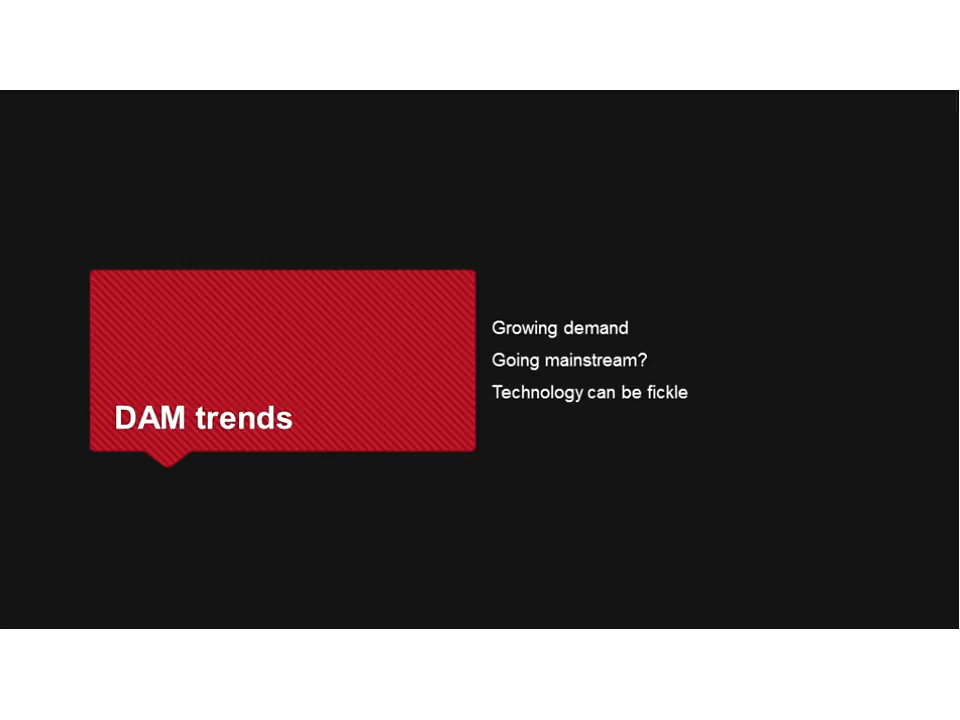 DAM trends
Growing demand
Going mainstream?
Technology can be fickle